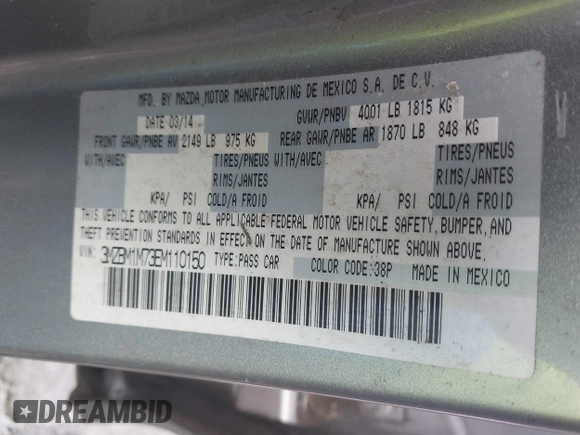 MFD. BY MAZDA MOTOR MANUFACTURING DE MEXICO S.A. DE C.V.
DATE 03/14 GVWR/PNBV 4001 LB 1815 KG
FRONT GAWR/PNBE AV 2149 LB 975 KG REAR GAWR/PNBE AR 1870 LB 848 KG
WITH/AVEC TIRES/PNEUS WITH/AVEC TIRES/PNEUS
RIMS/JANTES RIMS/JANTES
KPA/ PSI COLD/A FROID KPA/ PSI COLD/A FROID
THIS VEHICLE CONFORMS TO ALL APPLICABLE FEDERAL MOTOR VEHICLE SAFETY, BUMPER, AND
THEFT PREVENTION STANDARDS IN EFFECT ON THE DATE OF MANUFACTURE SHOWN ABOVE.
VIN: 3MZBM1M73EM110150 TYPE:PASS CAR COLOR CODE:38P MADE IN MEXICO
DREAMBID